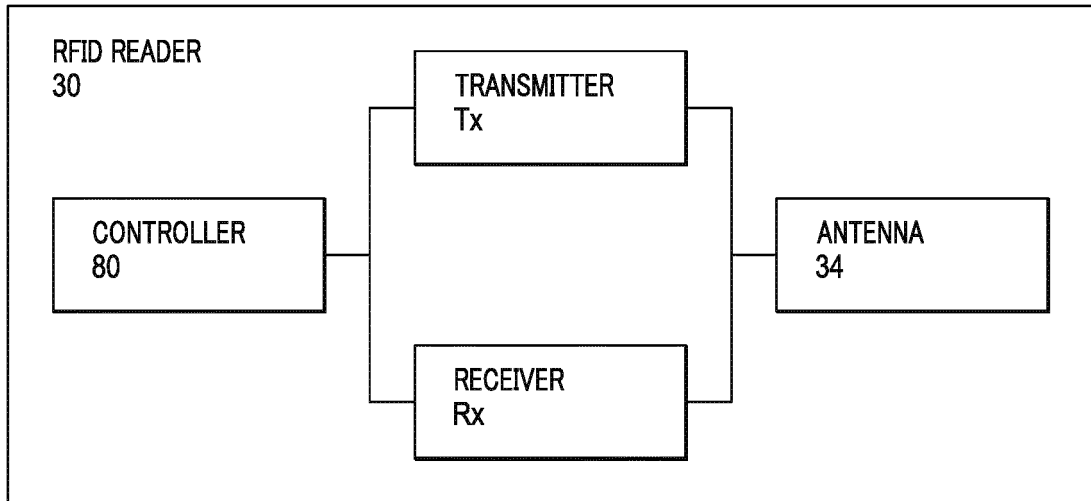 RFID READER
30
TRANSMITTER
Tx
CONTROLLER
80
ANTENNA
34
RECEIVER
Rx